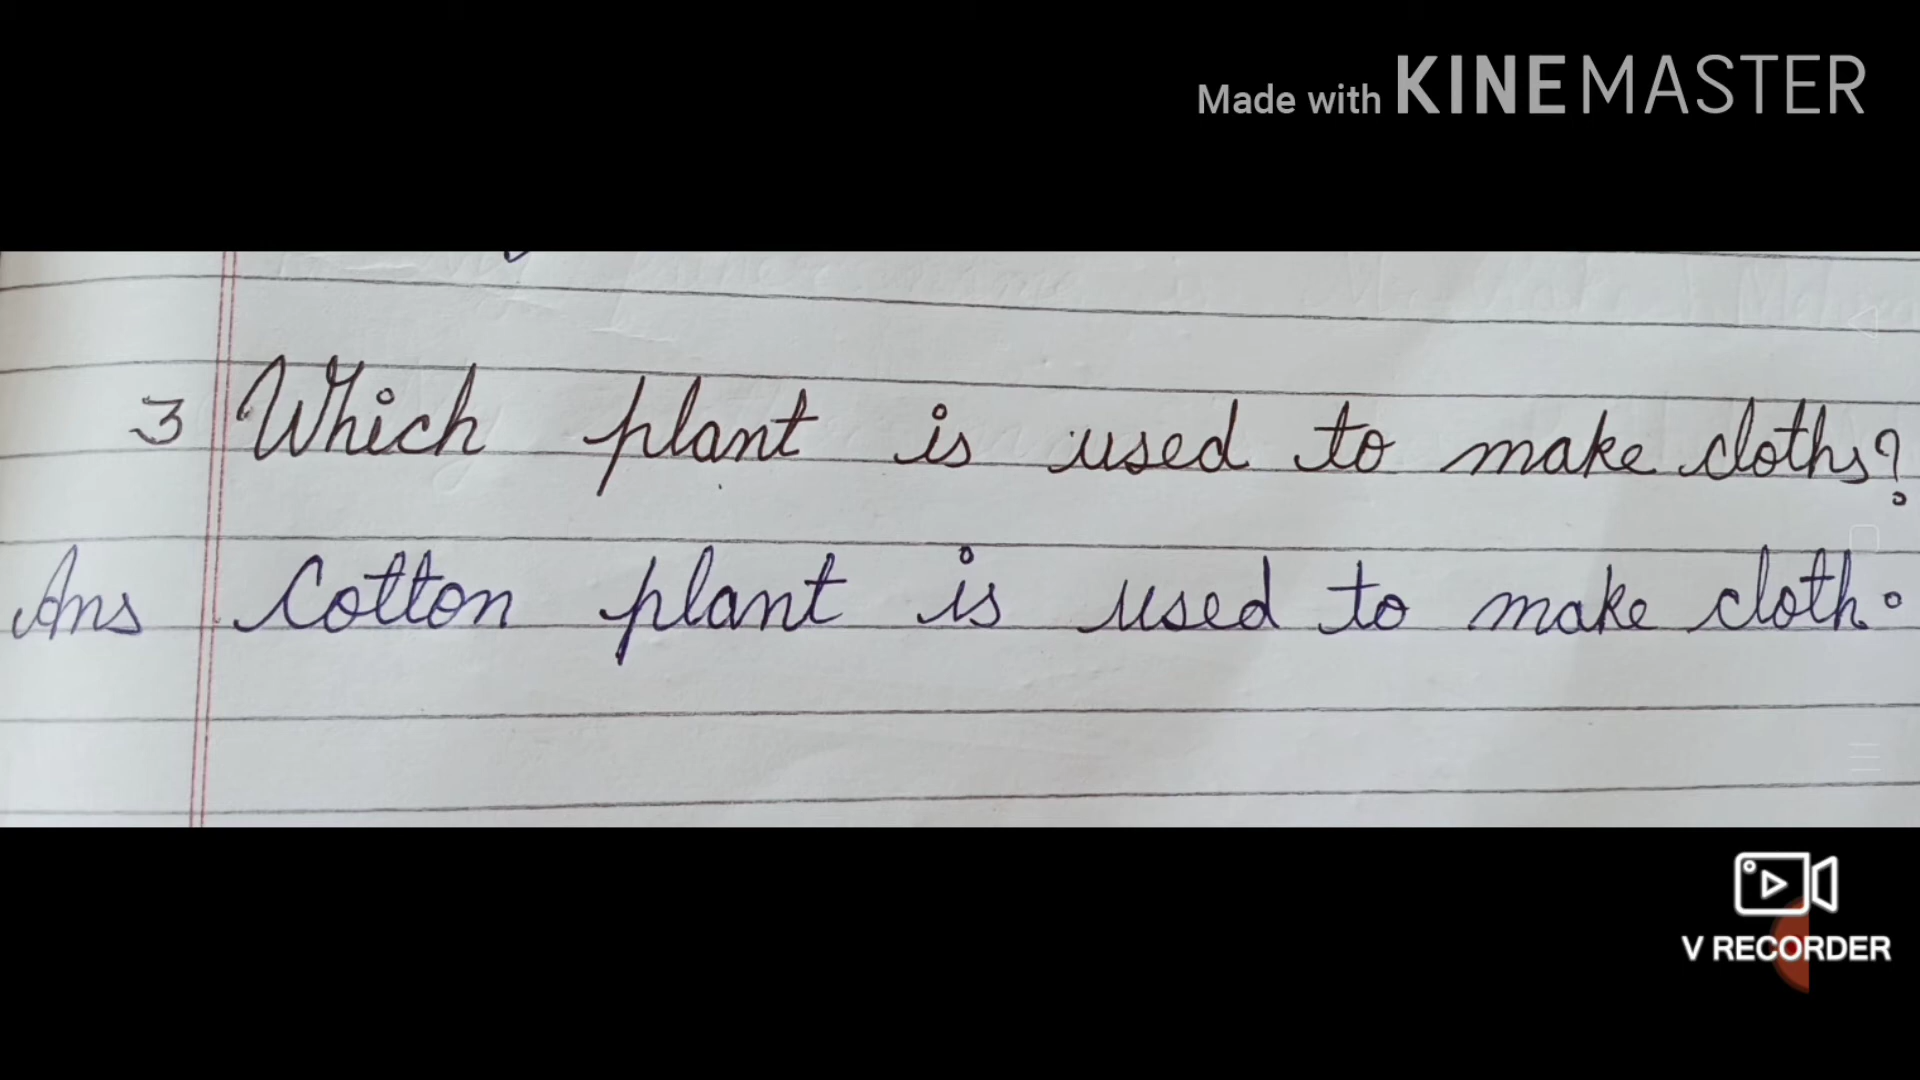 Made with KINEMASTER
3 Which plant is used to make cloths?
Ans Cotton plant is used to make cloth.
V RECORDER